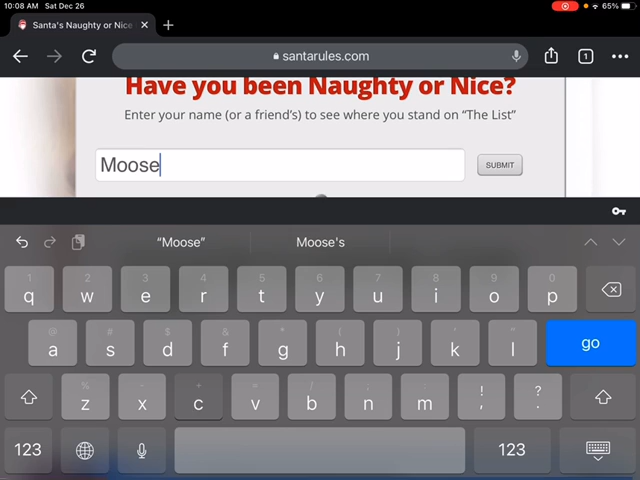 10:08 AM Sat Dec 26 65%
Santa's Naughty or Nice
santarules.com 1
Have you been Naughty or Nice?
Enter your name (or a friend's) to see where you stand on “The List”
Moose SUBMIT
“Moose” Moose's
1 2 3 4 5 6 7 8 9 0
q w e r t y u i o p
@ # $ & * ( ) ' "
a s d f g h j k l go
% - + = / ; : ! ?
z x c v b n m , .
123 123